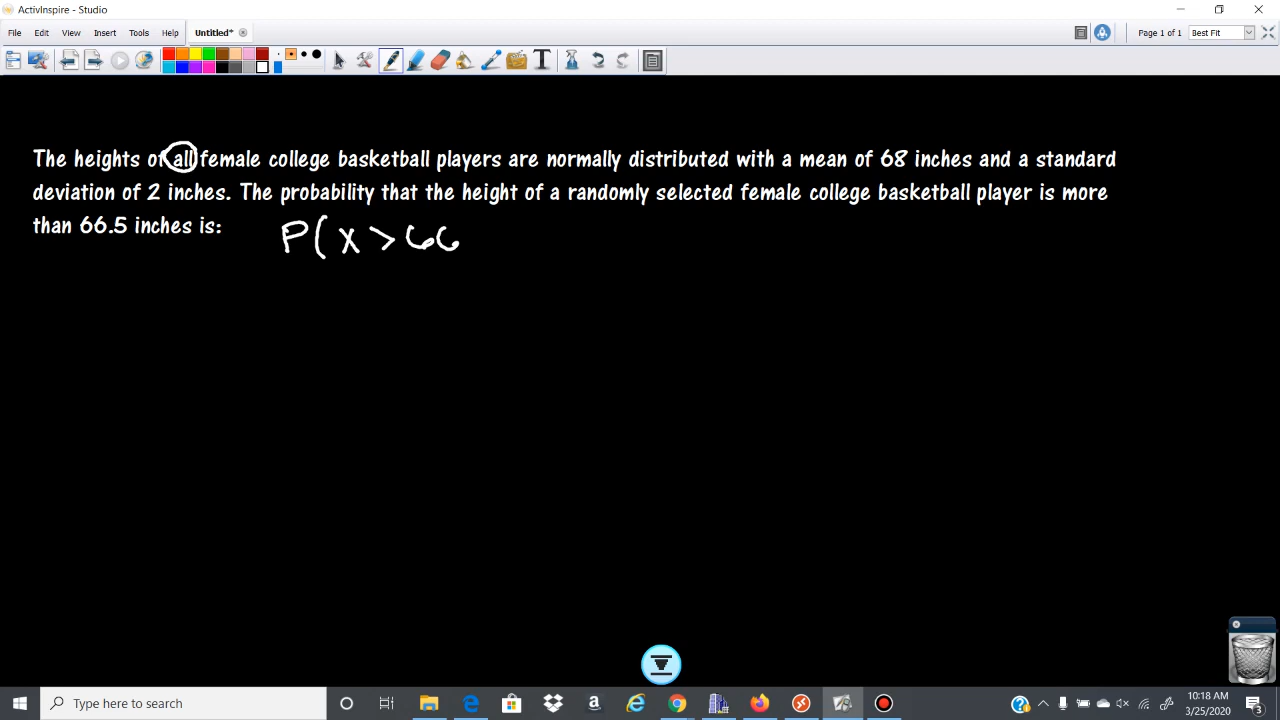 ActivInspire - Studio
File Edit View Insert Tools Help Untitled* Page 1 of 1 Best Fit
The heights of all female college basketball players are normally distributed with a mean of 68 inches and a standard
deviation of 2 inches. The probability that the height of a randomly selected female college basketball player is more
than 66.5 inches is: P(X>66
Type here to search
10:18 AM
3/25/2020
3